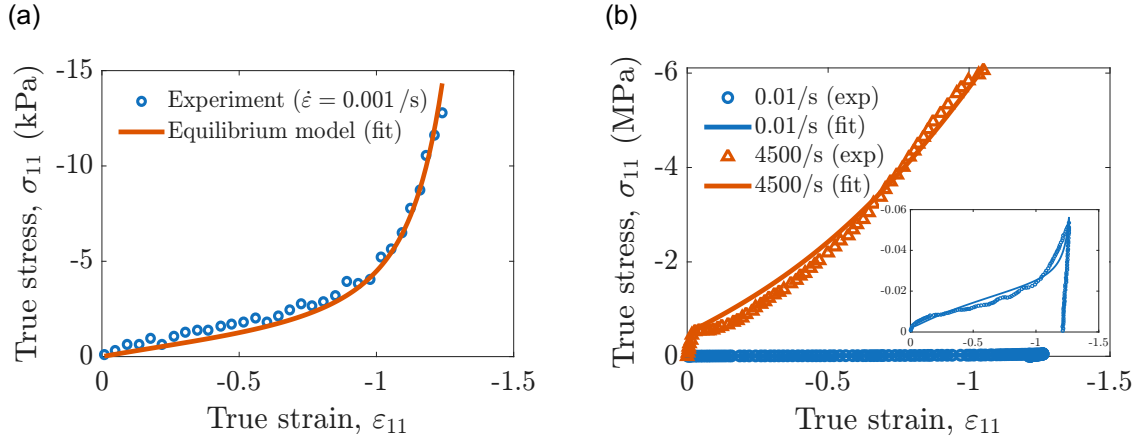 (a)
True stress, σ₁₁ (kPa)
-15
-10
-5
0
Experiment (ε̇ = 0.001 /s)
Equilibrium model (fit)
0
-0.5
-1
-1.5
True strain, ε₁₁
(b)
True stress, σ₁₁ (MPa)
-6
-4
-2
0
0.01/s (exp)
0.01/s (fit)
4500/s (exp)
4500/s (fit)
-0.06
-0.04
-0.02
0
0
-0.5
-1
-1.5
0
-0.5
-1
-1.5
True strain, ε₁₁